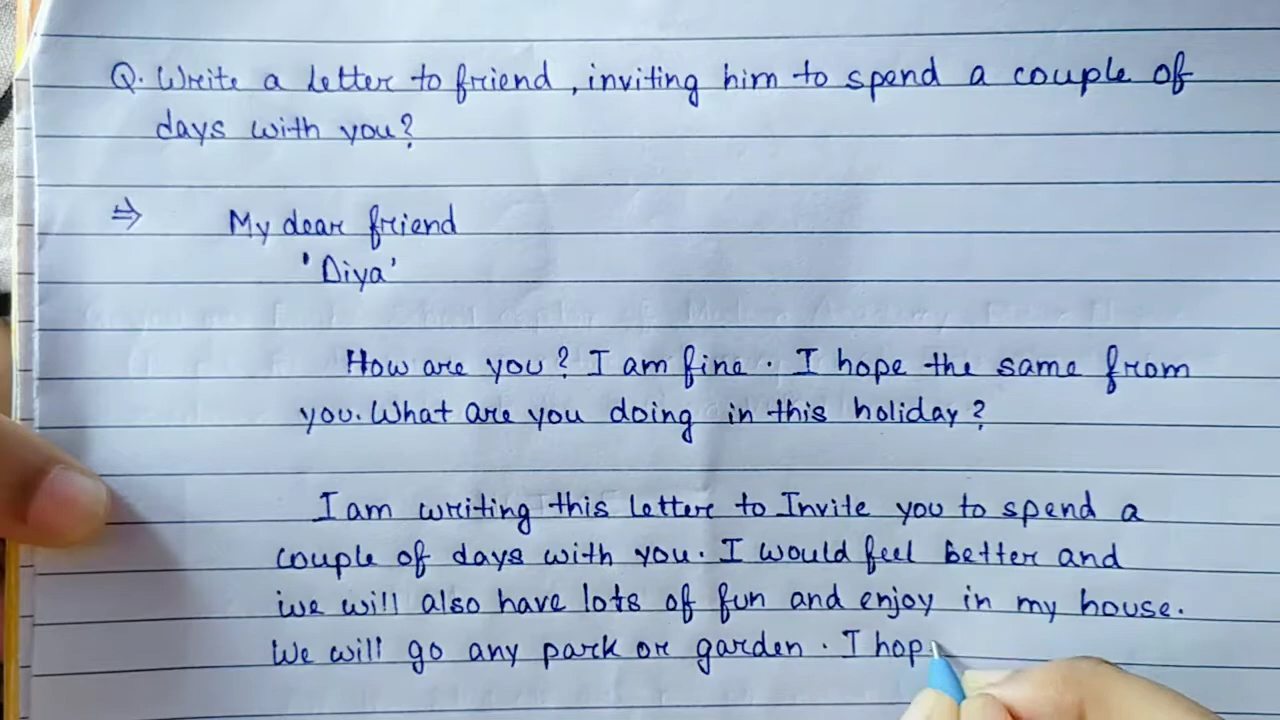 Q. Write a letter to friend, inviting him to spend a couple of
days with you?
⇒ My dear friend
'Diya'
How are you? I am fine. I hope the same from
you. What are you doing in this holiday?
I am writing this letter to Invite you to spend a
couple of days with you. I would feel better and
we will also have lots of fun and enjoy in my house.
We will go any park or garden. I hop